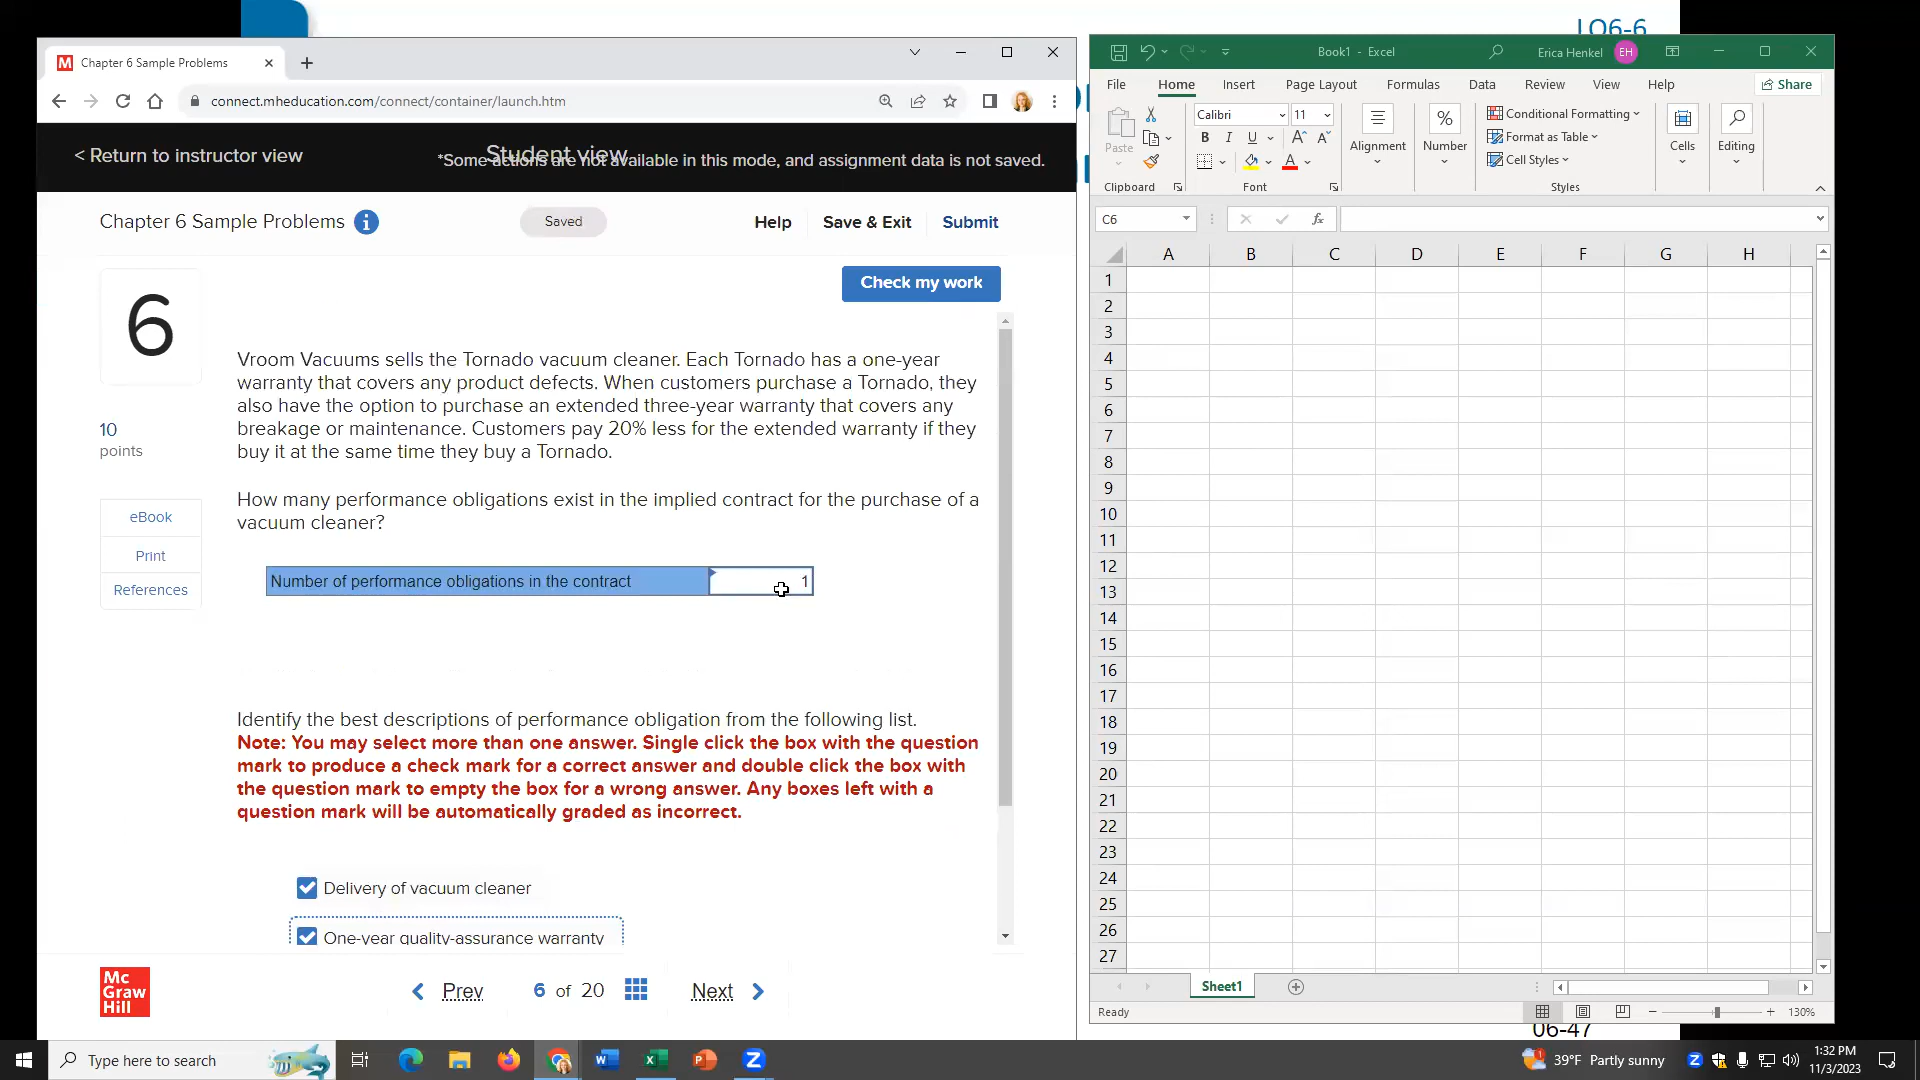 LO6-6
Chapter 6 Sample Problems
connect.mheducation.com/connect/container/launch.htm
< Return to instructor view
Student view
*Some actions are not available in this mode, and assignment data is not saved.
Chapter 6 Sample Problems
i
Saved
Help
Save & Exit
Submit
Check my work
6
10
points
eBook
Print
References
Vroom Vacuums sells the Tornado vacuum cleaner. Each Tornado has a one-year
warranty that covers any product defects. When customers purchase a Tornado, they
also have the option to purchase an extended three-year warranty that covers any
breakage or maintenance. Customers pay 20% less for the extended warranty if they
buy it at the same time they buy a Tornado.
How many performance obligations exist in the implied contract for the purchase of a
vacuum cleaner?
Number of performance obligations in the contract 1
Identify the best descriptions of performance obligation from the following list.
Note: You may select more than one answer. Single click the box with the question
mark to produce a check mark for a correct answer and double click the box with
the question mark to empty the box for a wrong answer. Any boxes left with a
question mark will be automatically graded as incorrect.
Delivery of vacuum cleaner
One-year quality-assurance warranty
Mc
Graw
Hill
Prev
6 of 20
Next
Book1 - Excel
Erica Henkel
EH
File Home Insert Page Layout Formulas Data Review View Help
Share
Paste
Clipboard
Calibri
11
B I U
A A
A
Font
Alignment
%
Number
Conditional Formatting
Format as Table
Cell Styles
Styles
Cells
Editing
C6
fx
A B C D E F G H
1
2
3
4
5
6
7
8
9
10
11
12
13
14
15
16
17
18
19
20
21
22
23
24
25
26
27
Sheet1
Ready
130%
06-47
Type here to search
39°F Partly sunny
1:32 PM
11/3/2023